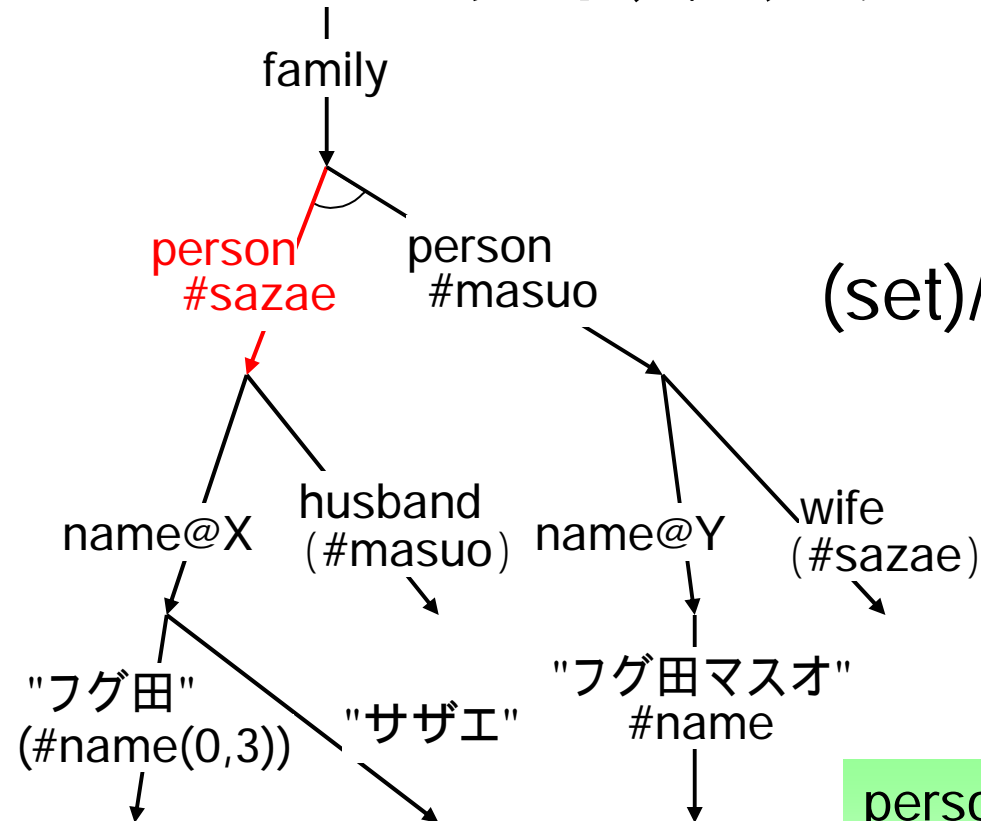 family
person
#sazae
person
#masuo
(set)/
name@X
husband
(#masuo)
name@Y
wife
(#sazae)
"フグ田"
(#name(0,3))
"サザエ"
"フグ田マスオ"
#name
perso